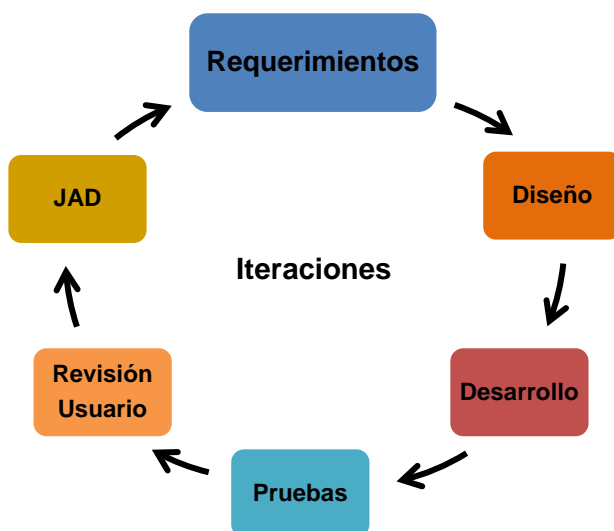 Requerimientos
JAD
Diseño
Iteraciones
Revisión
Usuario
Desarrollo
Pruebas